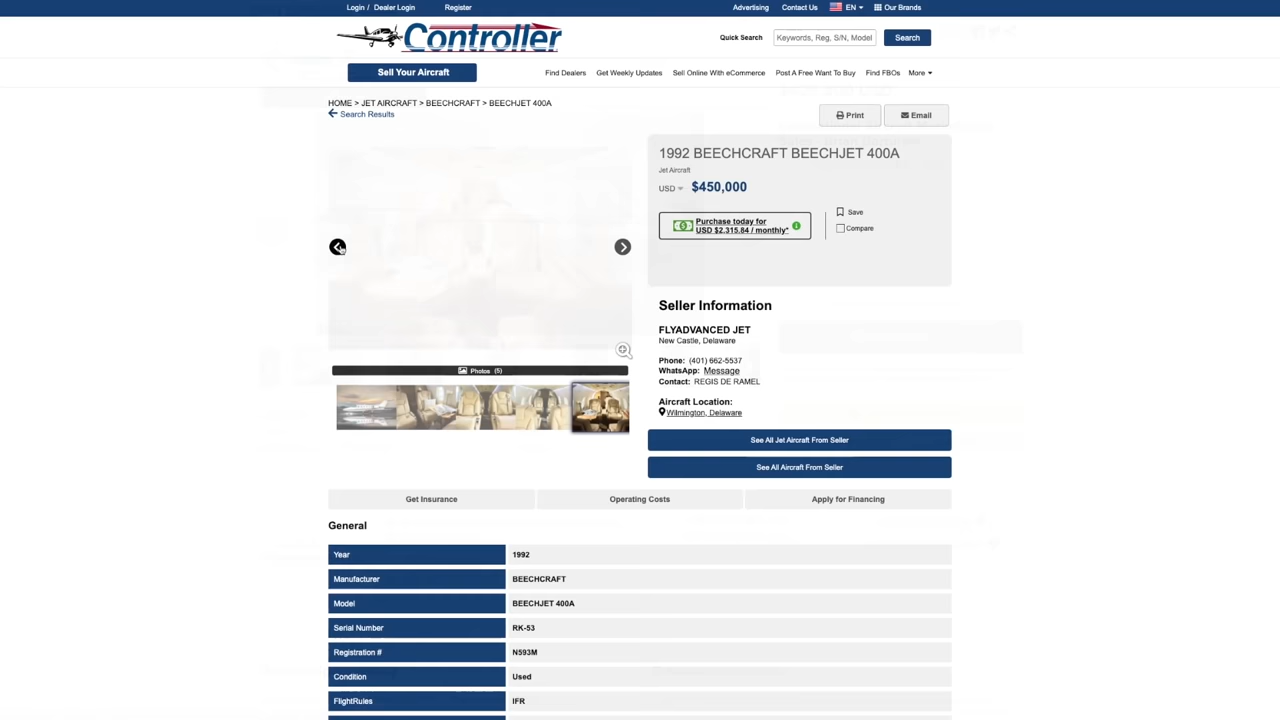 Login / Dealer Login Register Advertising Contact Us EN Our Brands
Controller
Quick Search Keywords, Reg, S/N, Model Search
Sell Your Aircraft Find Dealers Get Weekly Updates Sell Online With eCommerce Post A Free Want To Buy Find FBOs More
HOME > JET AIRCRAFT > BEECHCRAFT > BEECHJET 400A
Search Results
Print Email
1992 BEECHCRAFT BEECHJET 400A
Jet Aircraft
USD $450,000
Purchase today for
USD $2,315.84 / monthly*
Save
Compare
Photos (5)
Seller Information
FLYADVANCED JET
New Castle, Delaware
Phone: (401) 662-5537
WhatsApp: Message
Contact: REGIS DE RAMEL
Aircraft Location:
Wilmington, Delaware
See All Jet Aircraft From Seller
See All Aircraft From Seller
Get Insurance Operating Costs Apply for Financing
General
Year 1992
Manufacturer BEECHCRAFT
Model BEECHJET 400A
Serial Number RK-53
Registration # N593M
Condition Used
FlightRules IFR